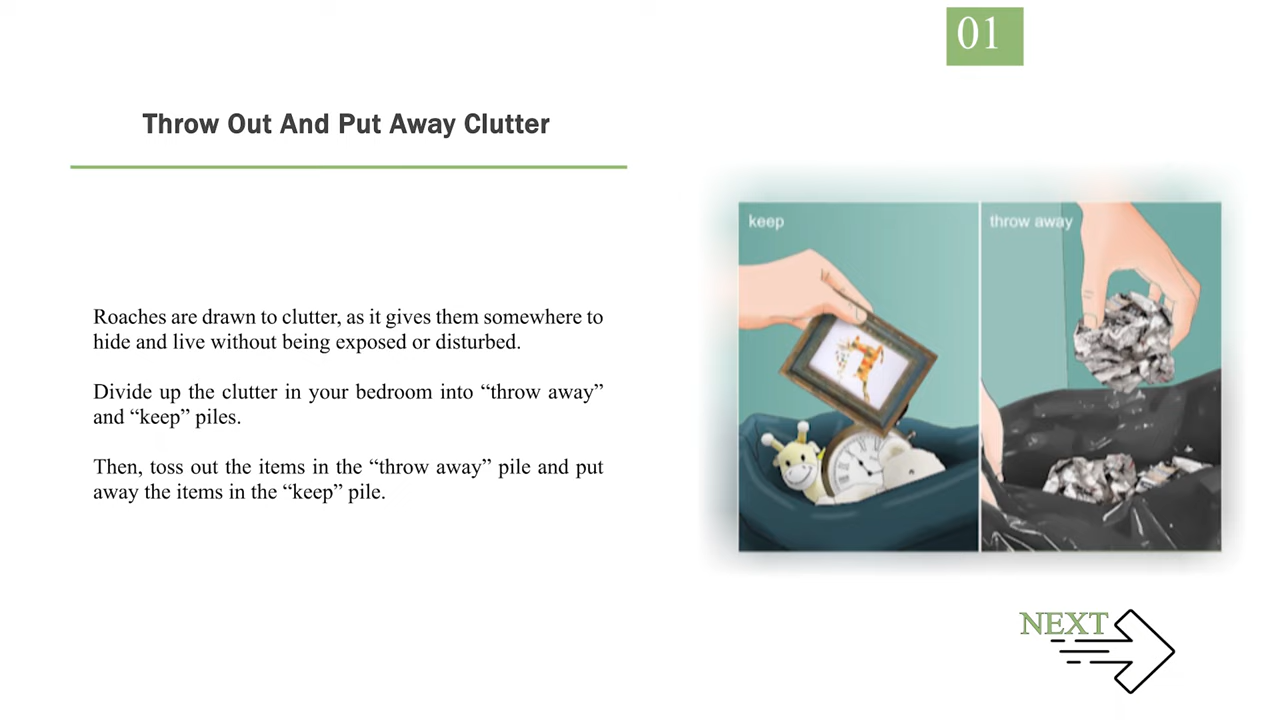 01
Throw Out And Put Away Clutter
Roaches are drawn to clutter, as it gives them somewhere to
hide and live without being exposed or disturbed.
Divide up the clutter in your bedroom into “throw away”
and “keep” piles.
Then, toss out the items in the “throw away” pile and put
away the items in the “keep” pile.
keep
throw away
NEXT